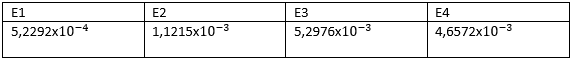 E1 E2 E3 E4
5,2292x10⁻⁴ 1,1215x10⁻³ 5,2976x10⁻³ 4,6572x10⁻³